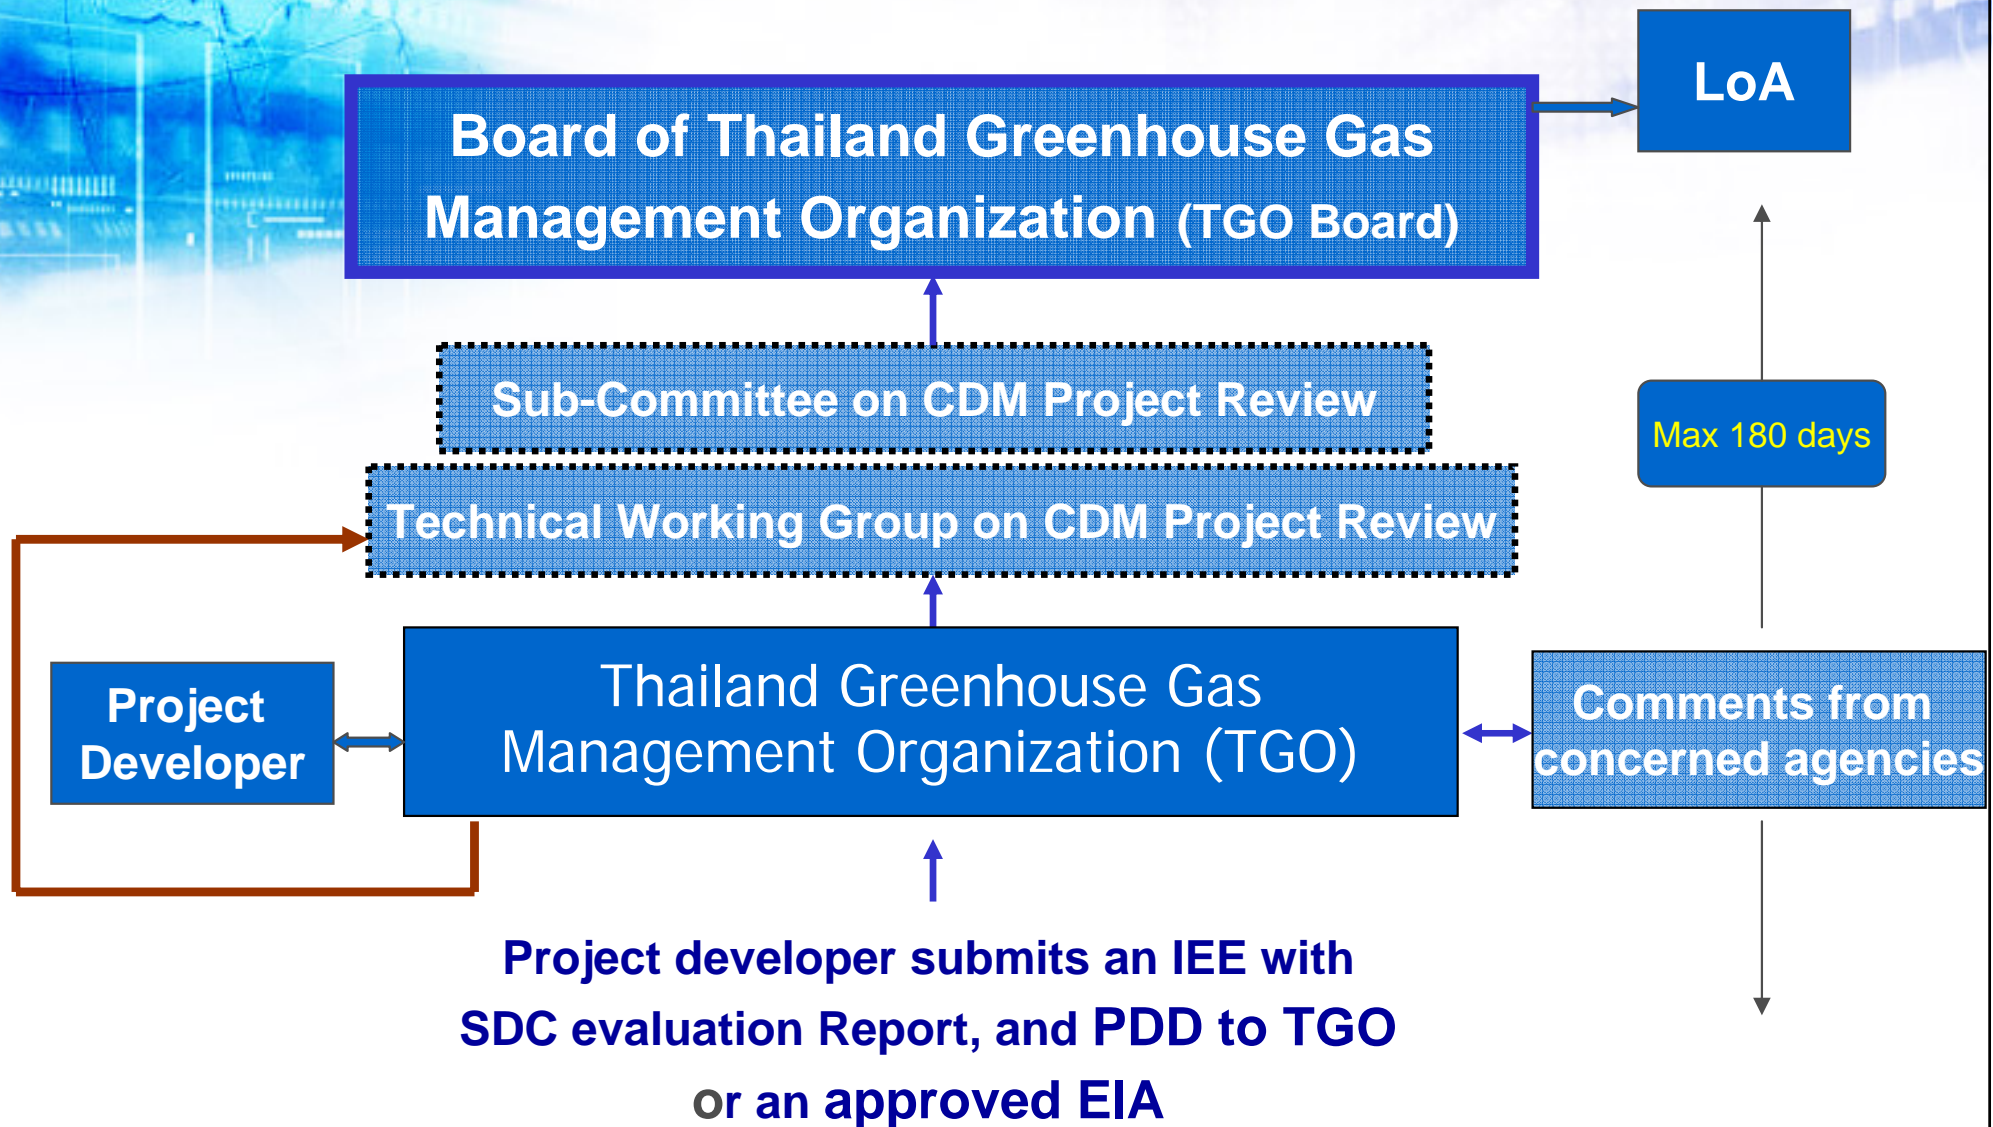 LoA
Board of Thailand Greenhouse Gas
Management Organization (TGO Board)
Sub-Committee on CDM Project Review
Max 180 days
Technical Working Group on CDM Project Review
Project
Developer
Thailand Greenhouse Gas
Management Organization (TGO)
Comments from
concerned agencies
Project developer submits an IEE with
SDC evaluation Report, and PDD to TGO
or an approved EIA